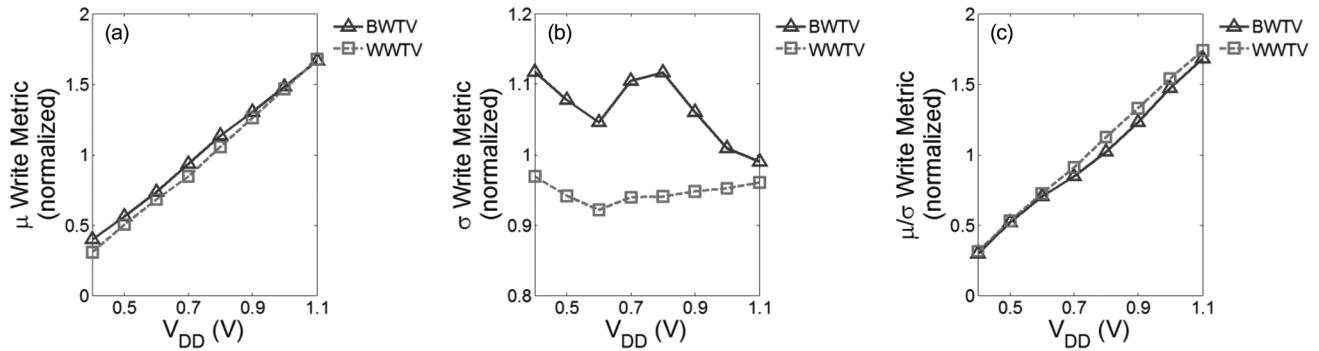 (a)
BWTV
WWTV
μ Write Metric
(normalized)
2
1.5
1
0.5
0
0.5
0.7
0.9
1.1
V_DD (V)
(b)
BWTV
WWTV
σ Write Metric
(normalized)
1.2
1.1
1
0.9
0.8
0.5
0.7
0.9
1.1
V_DD (V)
(c)
BWTV
WWTV
μ/σ Write Metric
(normalized)
2
1.5
1
0.5
0
0.5
0.7
0.9
1.1
V_DD (V)